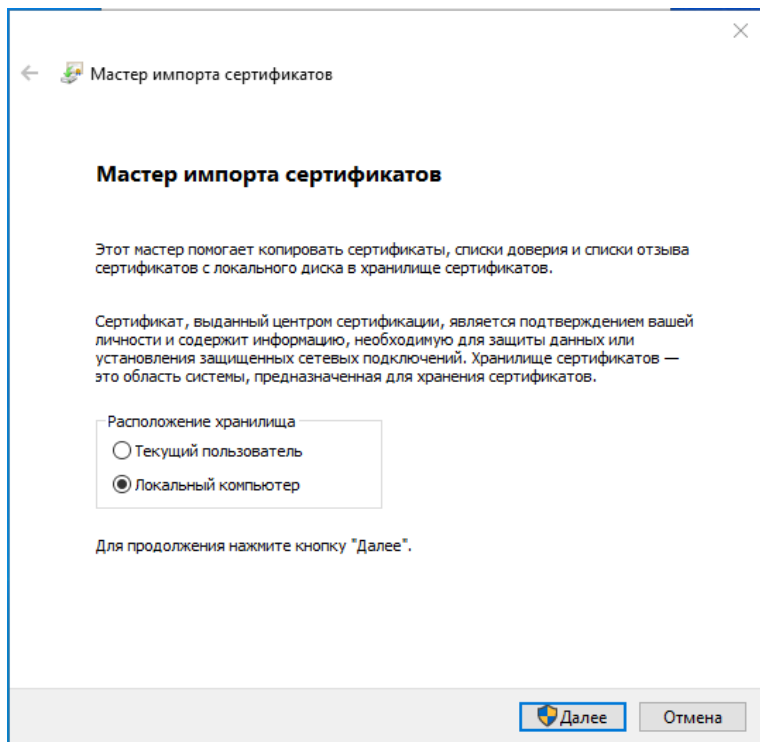 Мастер импорта сертификатов
Мастер импорта сертификатов
Этот мастер помогает копировать сертификаты, списки доверия и списки отзыва
сертификатов с локального диска в хранилище сертификатов.
Сертификат, выданный центром сертификации, является подтверждением вашей
личности и содержит информацию, необходимую для защиты данных или
установления защищенных сетевых подключений. Хранилище сертификатов —
это область системы, предназначенная для хранения сертификатов.
Расположение хранилища
Текущий пользователь
Локальный компьютер
Для продолжения нажмите кнопку "Далее".
Далее
Отмена